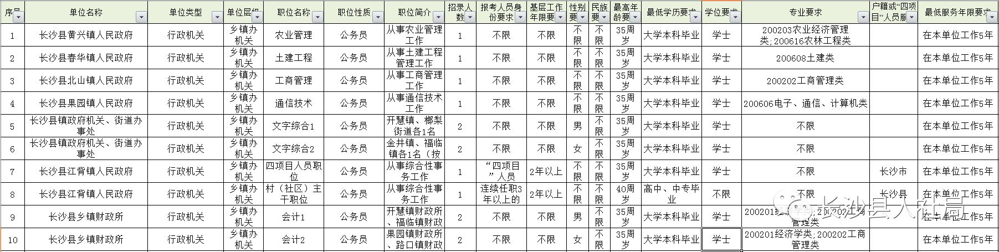 序号 单位名称 单位类型 单位层级 职位名称 职位性质 职位简介 招录人数 报考人员身份要求 基层工作年限要 性别要 民族要 最高年龄要 最低学历要求 学位要求 专业要求 户籍或“四项目”人员服 最低服务年限要求
1 长沙县黄兴镇人民政府 行政机关 乡镇办机关 农业管理 公务员 从事农业管理工作 1 不限 不限 不限 不限 35周岁 大学本科毕业 学士 200203农业经济管理类;200616农林工程类 在本单位工作5年
2 长沙县春华镇人民政府 行政机关 乡镇办机关 土建工程 公务员 从事土建工程管理工作 1 不限 不限 不限 不限 35周岁 大学本科毕业 学士 200608土建类 在本单位工作5年
3 长沙县北山镇人民政府 行政机关 乡镇办机关 工商管理 公务员 从事工商管理工作 1 不限 不限 不限 不限 35周岁 大学本科毕业 学士 200202工商管理类 在本单位工作5年
4 长沙县果园镇人民政府 行政机关 乡镇办机关 通信技术 公务员 从事通信技术工作 1 不限 不限 不限 不限 35周岁 大学本科毕业 学士 200606电子、通信、计算机类 在本单位工作5年
5 长沙县镇政府机关、街道办事处 行政机关 乡镇办机关 文字综合1 公务员 开慧镇、榔梨街道各1名 2 不限 不限 男 不限 35周岁 大学本科毕业 学士 不限 在本单位工作5年
6 长沙县镇政府机关、街道办事处 行政机关 乡镇办机关 文字综合2 公务员 金井镇、福临镇各1名（按 2 不限 不限 女 不限 35周岁 大学本科毕业 学士 不限 在本单位工作5年
7 长沙县江背镇人民政府 行政机关 乡镇办机关 四项目人员职位 公务员 从事综合性事务工作 1 “四项目”人员 2年以上 不限 不限 35周岁 大学本科毕业 学士 不限 长沙市 在本单位工作5年
8 长沙县江背镇人民政府 行政机关 乡镇办机关 村（社区）主干职位 公务员 从事综合性事务工作 1 连续任职3年以上的 2年以上 不限 不限 40周岁 高中、中专毕业 不限 不限 长沙县 在本单位工作5年
9 长沙县乡镇财政所 行政机关 乡镇办机关 会计1 公务员 开慧镇财政所、福临镇财政 2 不限 不限 男 不限 35周岁 大学本科毕业 学士 200201经济学类;200202工商管理类 在本单位工作5年
10 长沙县乡镇财政所 行政机关 乡镇办机关 会计2 公务员 果园镇财政所、路口镇财政 2 不限 不限 女 不限 35周岁 大学本科毕业 学士 200201经济学类;200202工商管理类 在本单位工作5年
长沙县人社局